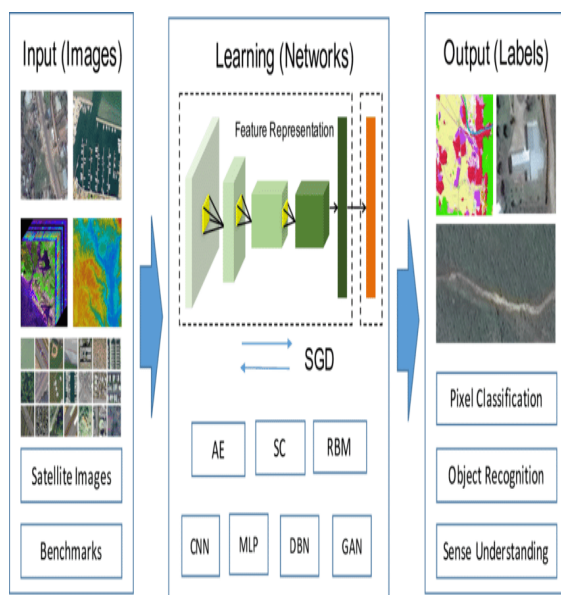 Input (Images)
Satellite Images
Benchmarks
Learning (Networks)
Feature Representation
SGD
AE
SC
RBM
CNN
MLP
DBN
GAN
Output (Labels)
Pixel Classification
Object Recognition
Sense Understanding